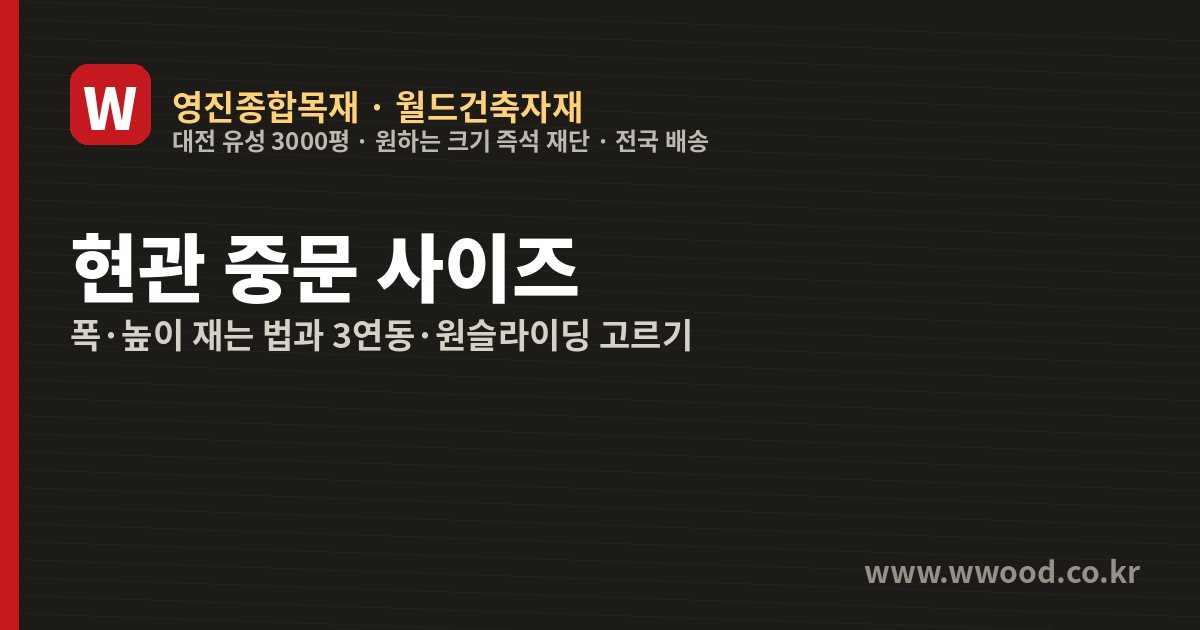 W
영진종합목재 · 월드건축자재
대전 유성 3000평 · 원하는 크기 즉석 재단 · 전국 배송
현관 중문 사이즈
폭·높이 재는 법과 3연동·원슬라이딩 고르기
www.wwood.co.kr